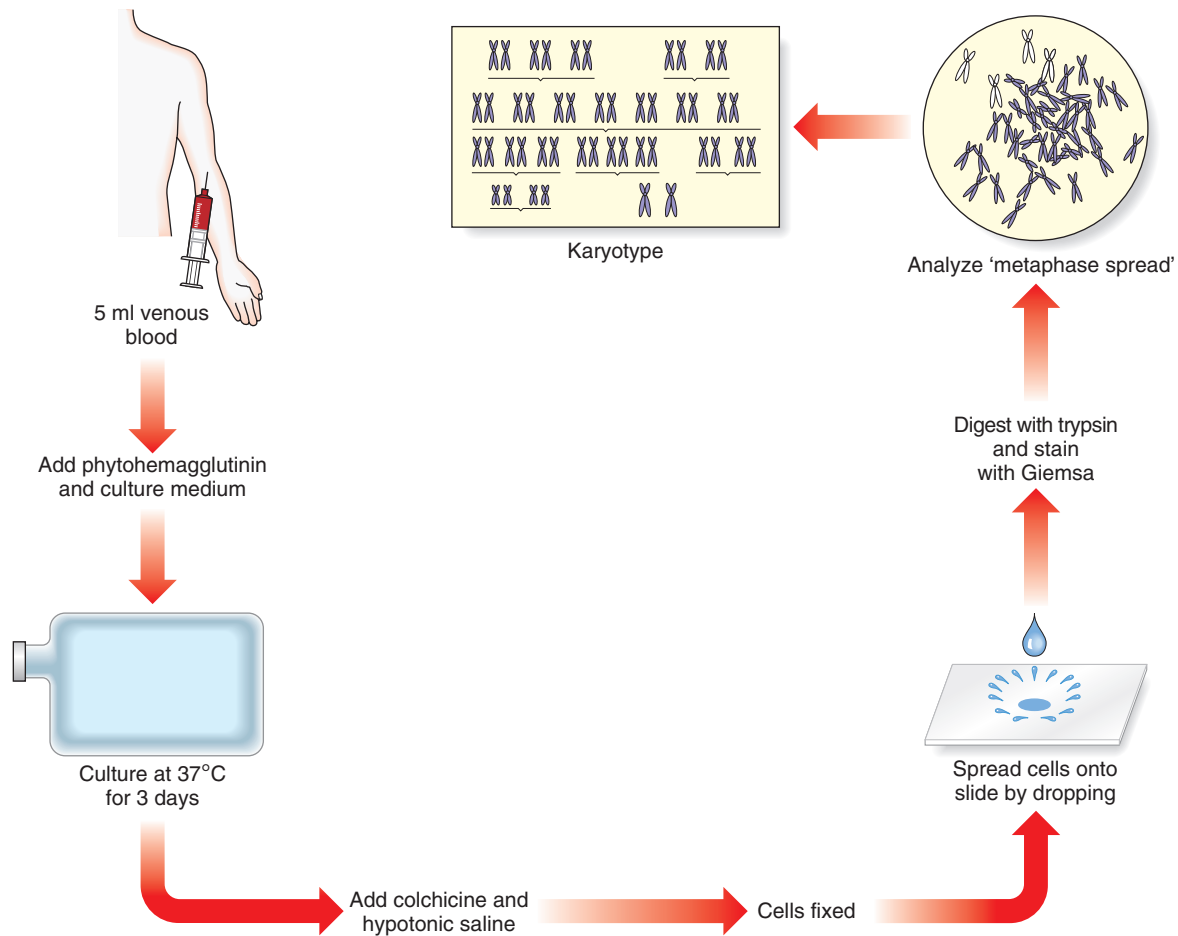 5 ml venous
blood
Add phytohemagglutinin
and culture medium
Culture at 37°C
for 3 days
Add colchicine and
hypotonic saline
Cells fixed
Spread cells onto
slide by dropping
Digest with trypsin
and stain
with Giemsa
Analyze ‘metaphase spread’
Karyotype